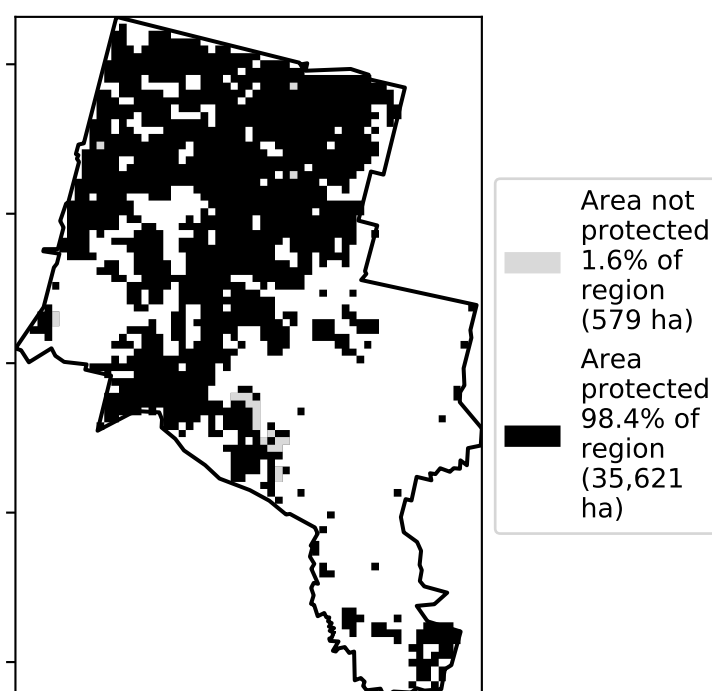 Area not
protected
1.6% of
region
(579 ha)
Area
protected
98.4% of
region
(35,621
ha)